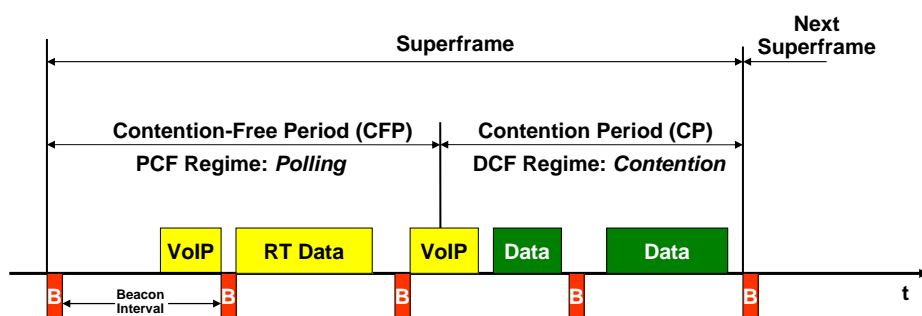 Next
Superframe
Superframe
Contention-Free Period (CFP)
Contention Period (CP)
PCF Regime: Polling
DCF Regime: Contention
VoIP
RT Data
VoIP
Data
Data
B
Beacon
Interval
B
B
B
B
t